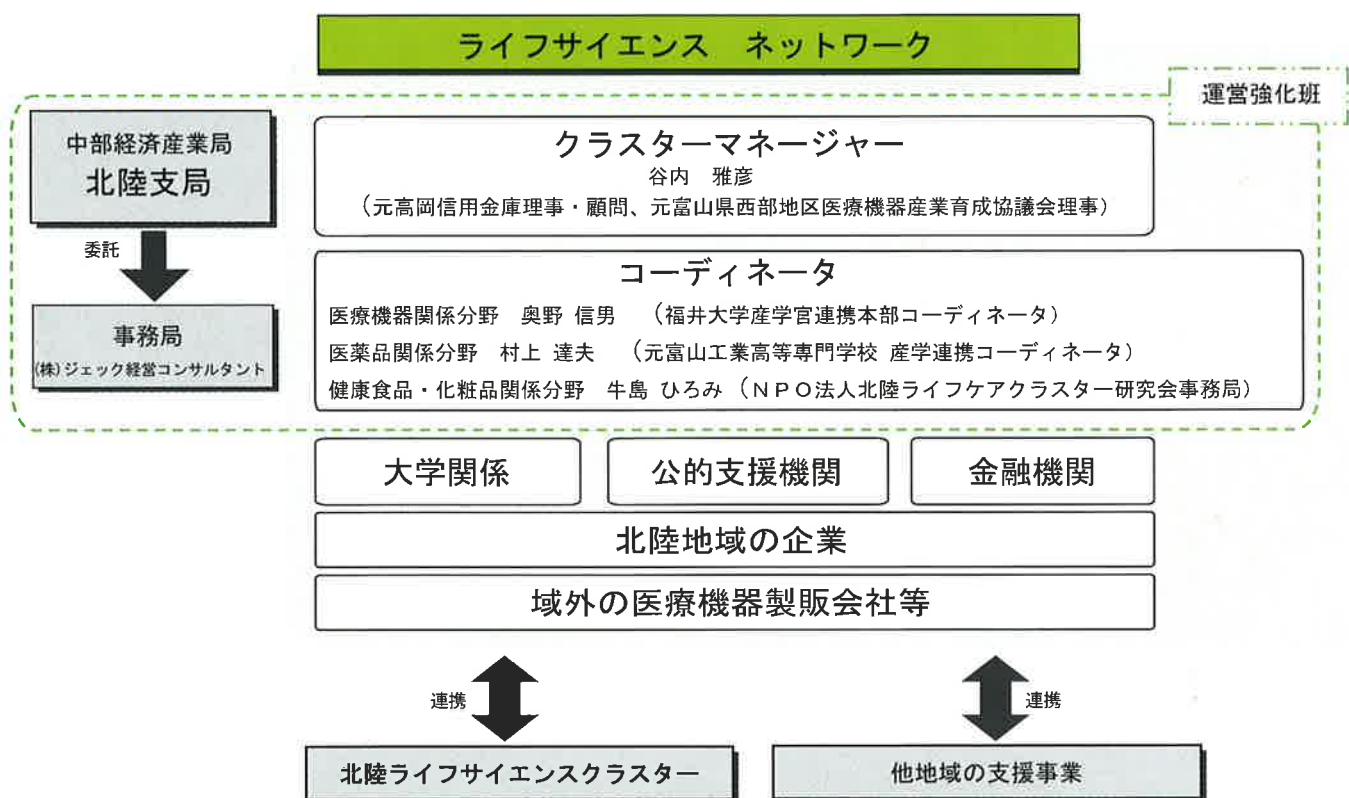 ライフサイエンス　ネットワーク
運営強化班
中部経済産業局
北陸支局
委託
事務局
(株)ジェック経営コンサルタント
クラスターマネージャー
谷内　雅彦
（元高岡信用金庫理事・顧問、元富山県西部地区医療機器産業育成協議会理事）
コーディネータ
医療機器関係分野　奥野 信男　（福井大学産学官連携本部コーディネータ）
医薬品関係分野　村上 達夫　（元富山工業高等専門学校 産学連携コーディネータ）
健康食品・化粧品関係分野　牛島 ひろみ （ＮＰＯ法人北陸ライフケアクラスター研究会事務局）
大学関係
公的支援機関
金融機関
北陸地域の企業
域外の医療機器製販会社等
連携
連携
北陸ライフサイエンスクラスター
他地域の支援事業